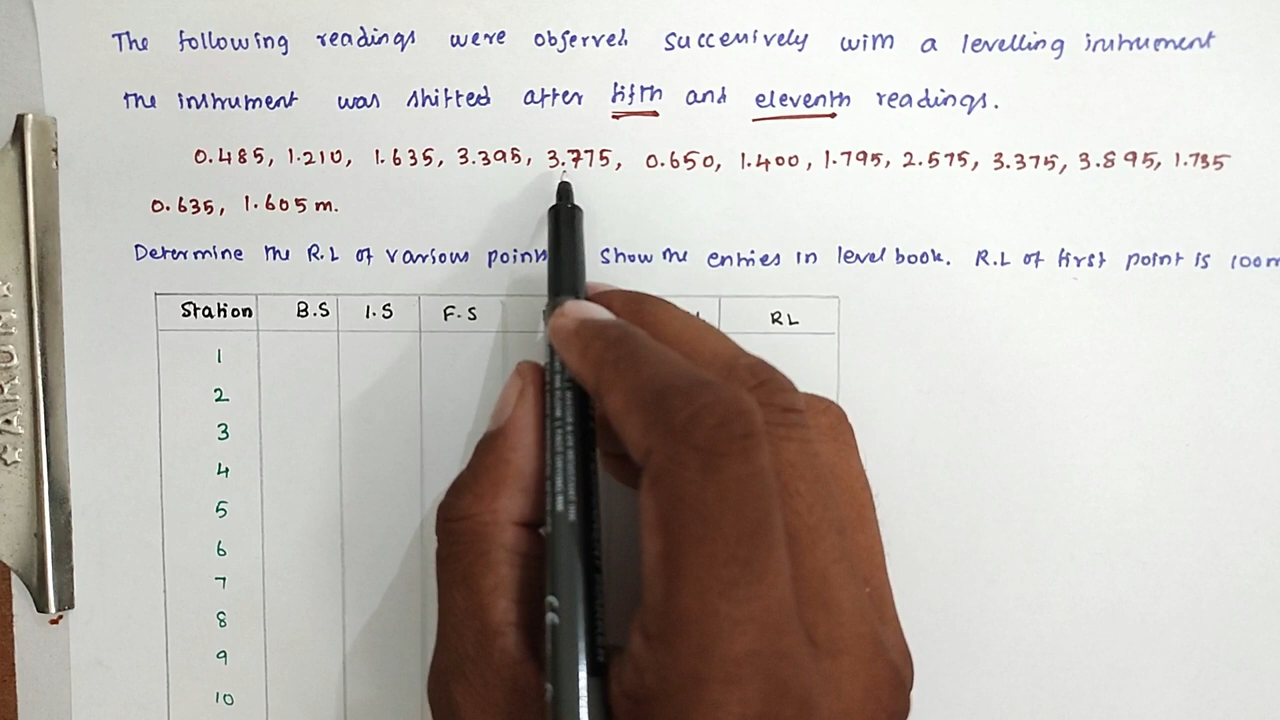 The following readings were observed successively with a levelling instrument
the instrument was shifted after fifth and eleventh readings.
0.485, 1.210, 1.635, 3.395, 3.775, 0.650, 1.400, 1.795, 2.575, 3.375, 3.895, 1.735
0.635, 1.605 m.
Determine the R.L of various points show the entries in level book. R.L of first point is 100m
Station B.S I.S F.S RL
1
2
3
4
5
6
7
8
9
10